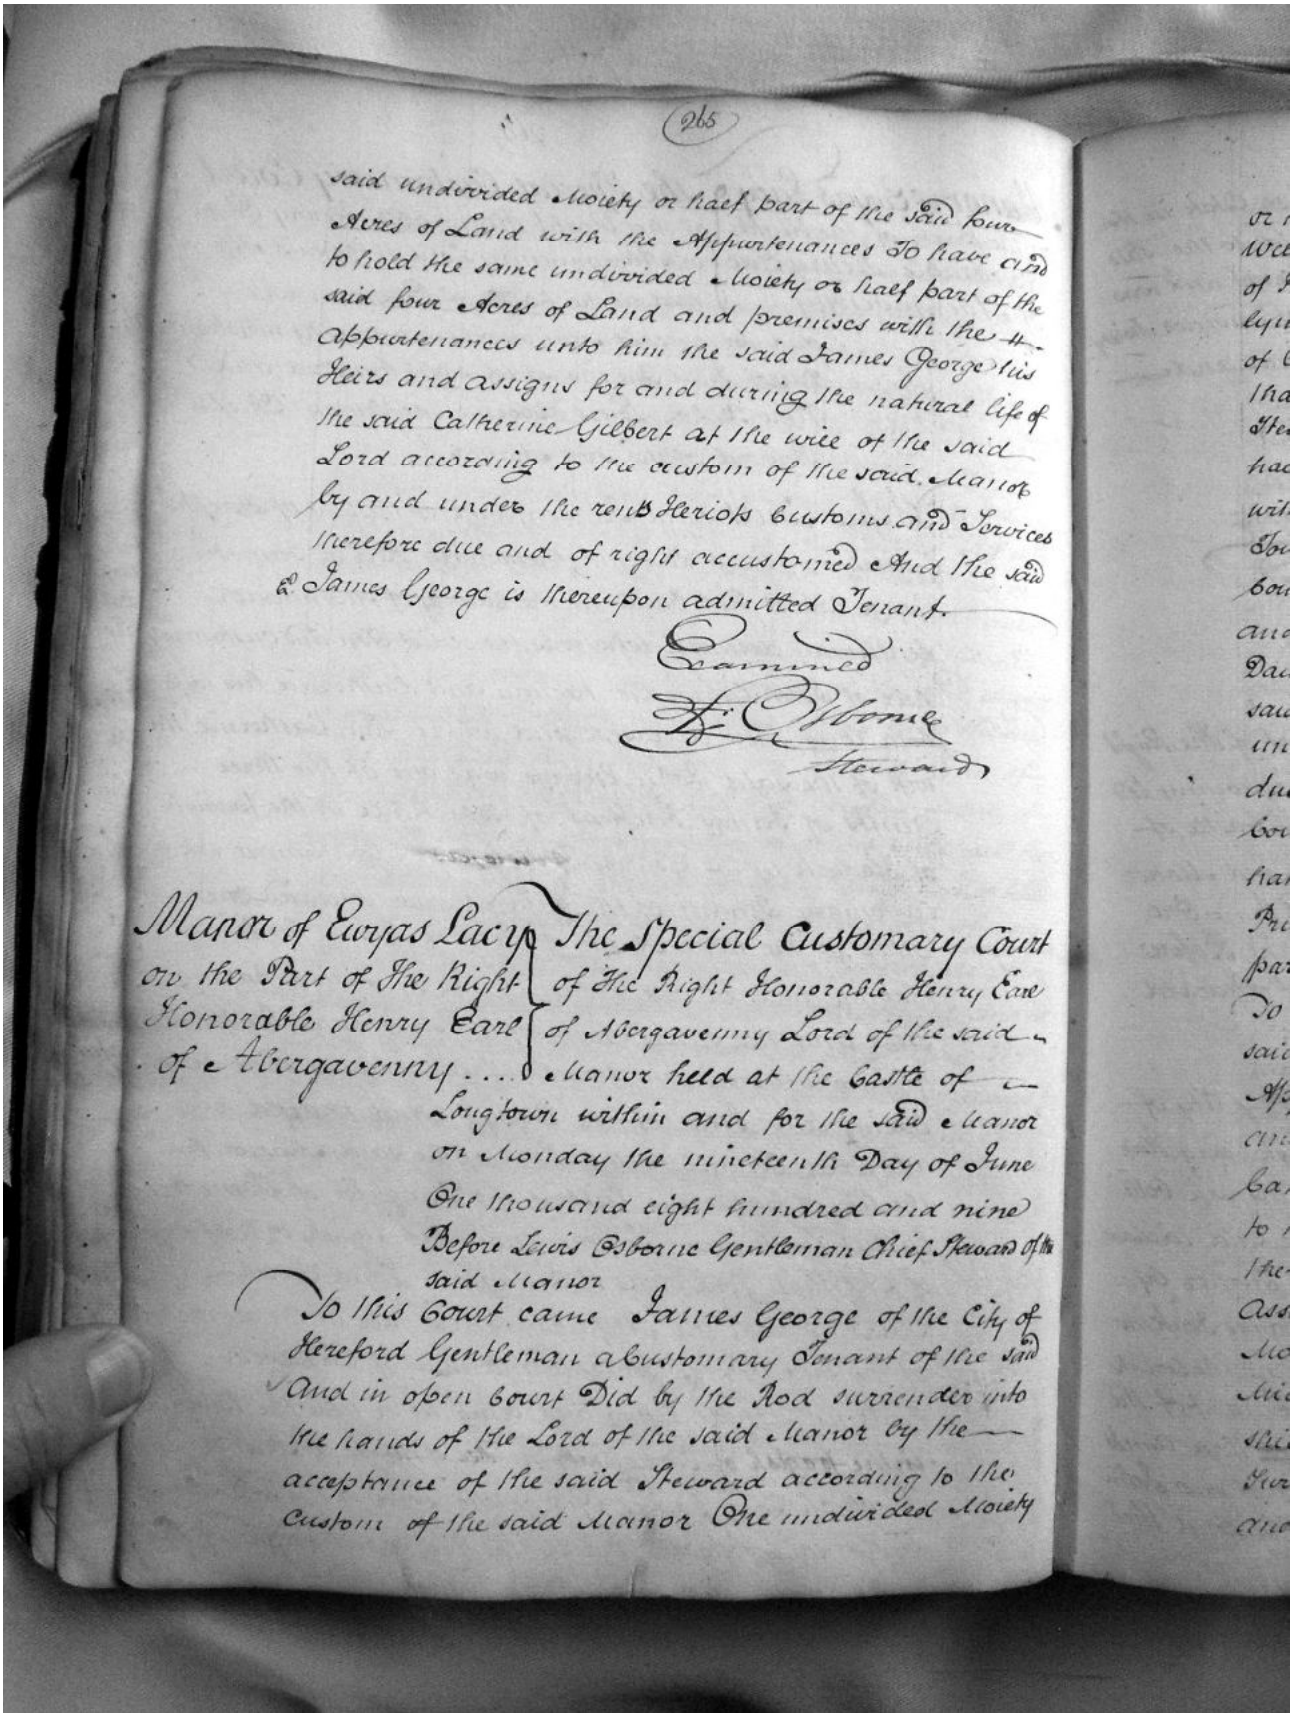 265
said undivided Moiety or half part of the said four
Acres of Land with the Appurtenances To have and
to hold the same undivided Moiety or half part of the
said four Acres of Land and premises with the
appurtenances unto him the said James George his
Heirs and assigns for and during the natural life of
the said Catherine Gilbert at the will of the said
Lord according to the custom of the said Manor
by and under the rents Heriots Customs and Services
therefore due and of right accustomed And the said
James George is thereupon admitted Tenant.
Examined
Osborne
Steward
Manor of Ewyas Lacy
on the Part of The Right
Honorable Henry Earl
of Abergavenny ....
The Special Customary Court
of The Right Honorable Henry Earl
of Abergavenny Lord of the said
Manor held at the Castle of
Longtown within and for the said Manor
on Monday the nineteenth Day of June
One thousand eight hundred and nine
Before Lewis Osborne Gentleman Chief Steward of the
said Manor
To this Court came James George of the City of
Hereford Gentleman a Customary Tenant of the said
And in open Court Did by the Rod surrender into
the hands of the Lord of the said Manor by the
acceptance of the said Steward according to the
custom of the said Manor One undivided Moiety